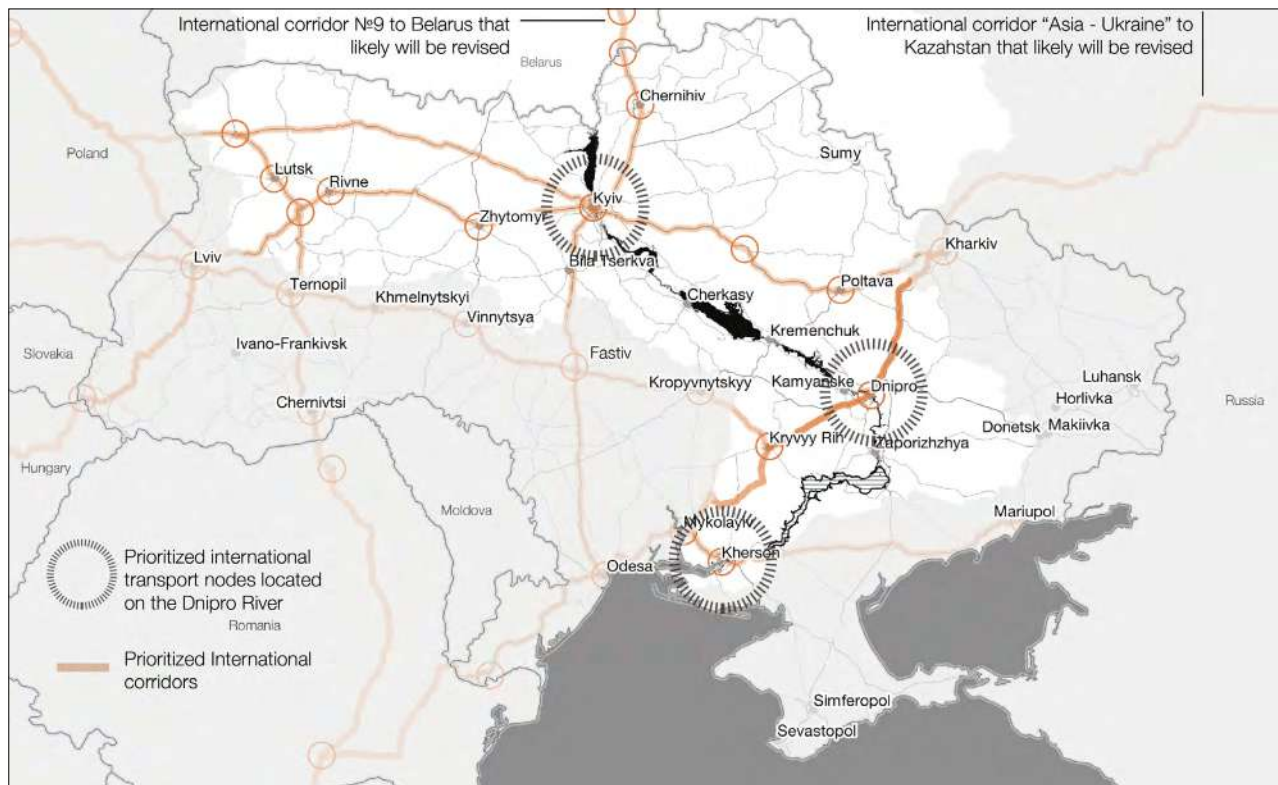 International corridor №9 to Belarus that
likely will be revised
International corridor “Asia - Ukraine” to
Kazahstan that likely will be revised
Belarus
Chernihiv
Poland
Sumy
Lutsk
Rivne
Kyiv
Zhytomyr
Kharkiv
Lviv
Bila Tserkva
Poltava
Ternopil
Cherkasy
Khmelnytskyi
Vinnytsya
Kremenchuk
Slovakia
Ivano-Frankivsk
Fastiv
Kropyvnytskyy
Kamyanske
Dnipro
Luhansk
Horlivka
Russia
Chernivtsi
Donetsk
Makiivka
Kryvyy Rih
Zaporizhzhya
Hungary
Moldova
Mariupol
Mykolayiv
Kherson
Odesa
Prioritized international
transport nodes located
on the Dnipro River
Romania
Prioritized International
corridors
Simferopol
Sevastopol